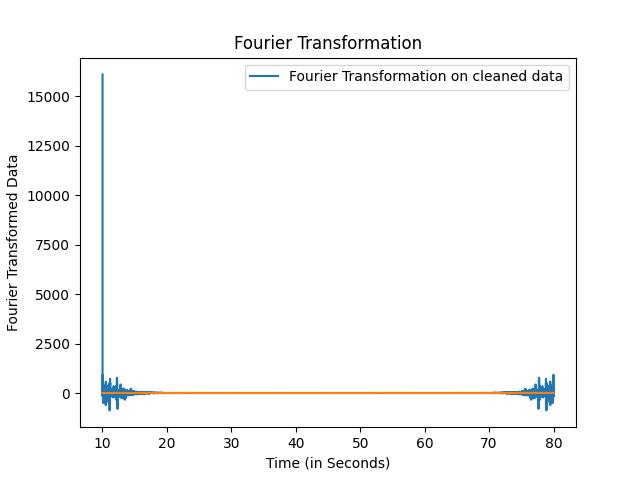 Fourier Transformation
Fourier Transformation on cleaned data
15000
12500
10000
7500
5000
2500
0
Fourier Transformed Data
10 20 30 40 50 60 70 80
Time (in Seconds)